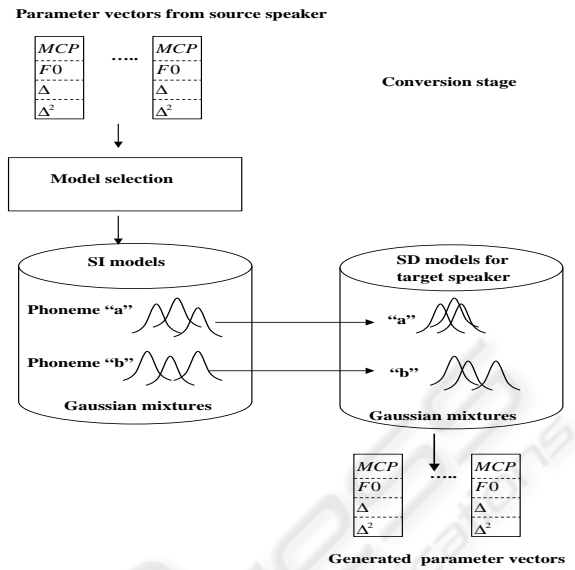 Parameter vectors from source speaker
MCP ..... MCP
F0 F0
Δ Δ
Δ² Δ²
Conversion stage
Model selection
SI models
Phoneme “a”
Phoneme “b”
Gaussian mixtures
SD models for
target speaker
“a”
“b”
Gaussian mixtures
MCP ..... MCP
F0 F0
Δ Δ
Δ² Δ²
Generated parameter vectors